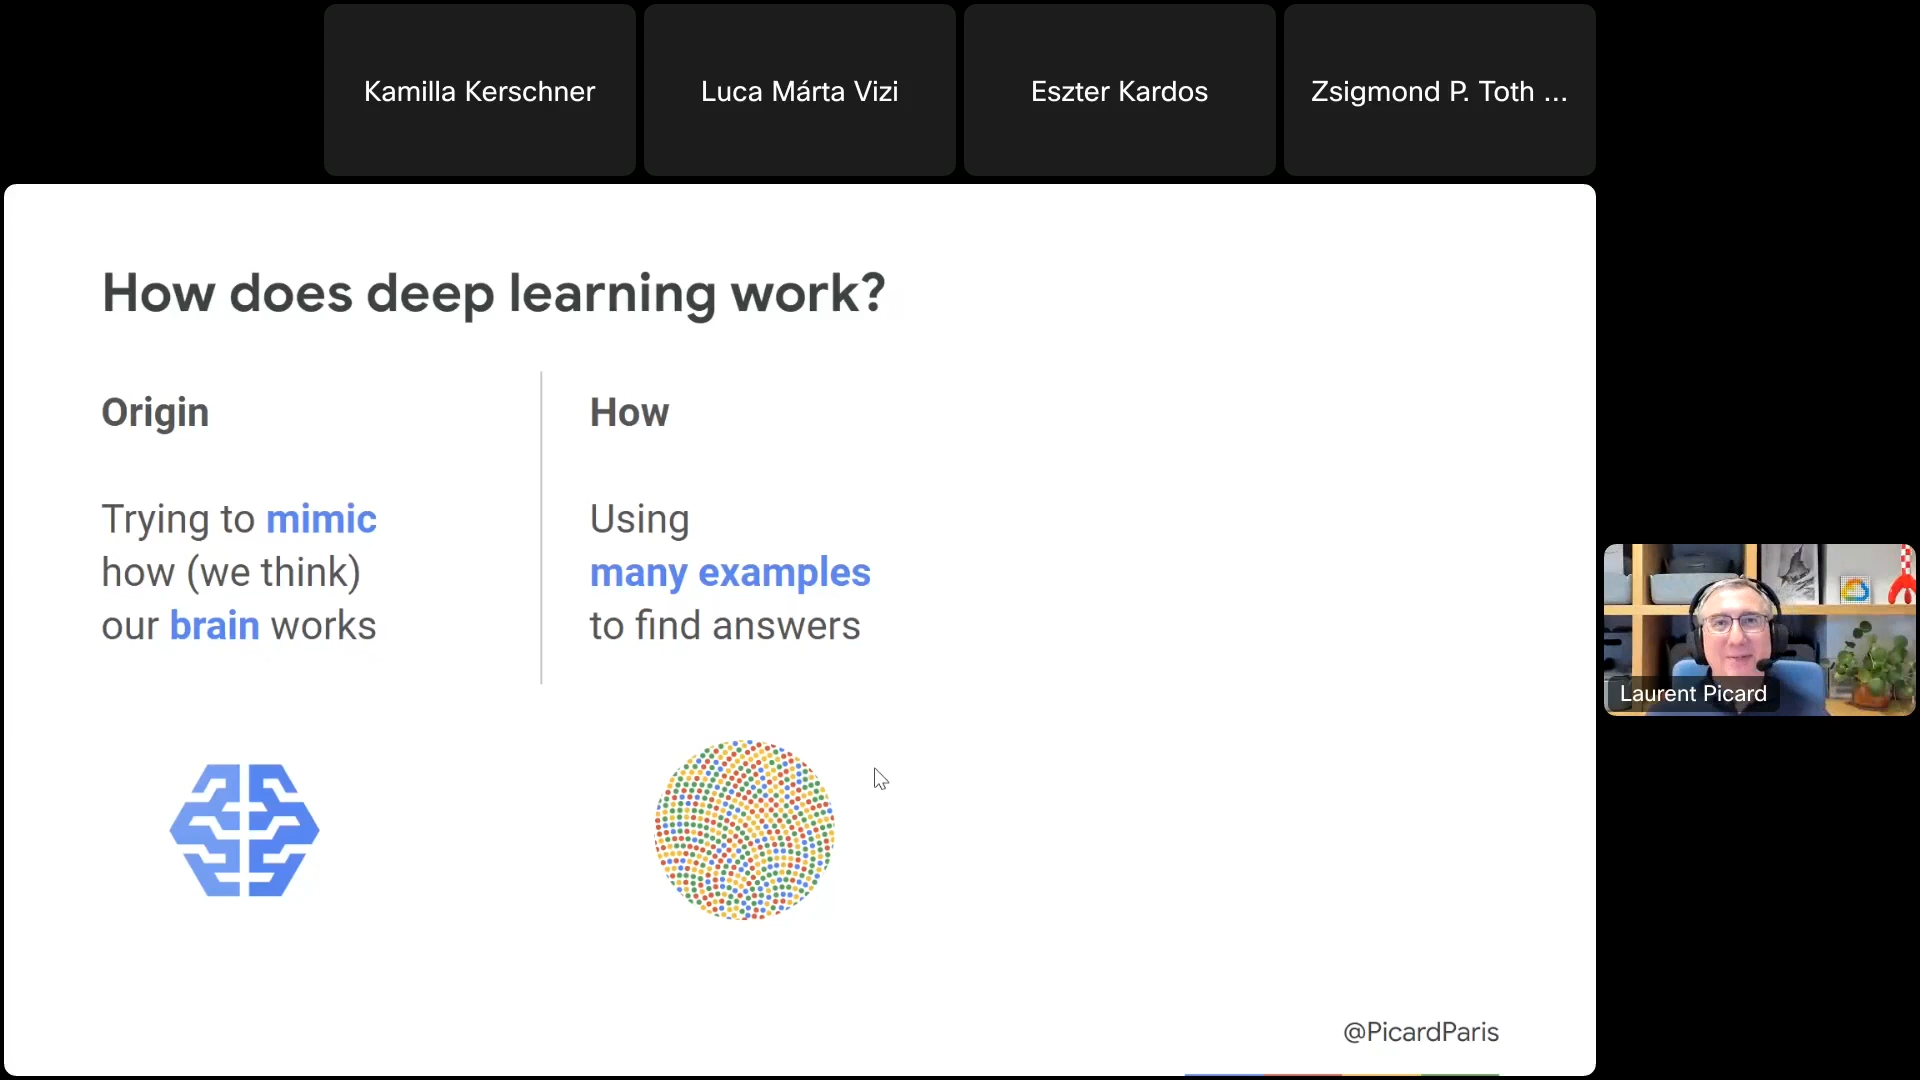 Kamilla Kerschner
Luca Márta Vizi
Eszter Kardos
Zsigmond P. Toth ...
How does deep learning work?
Origin
Trying to mimic
how (we think)
our brain works
How
Using
many examples
to find answers
Laurent Picard
@PicardParis